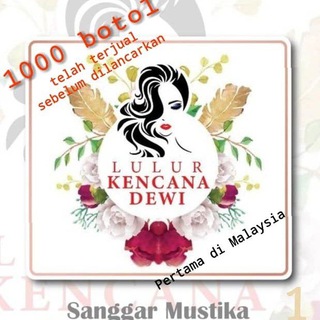 1000 botol
telah terjual
sebelum dilancarkan
LULUR
KENCANA
DEWI
Pertama di Malaysia
Sanggar Mustika